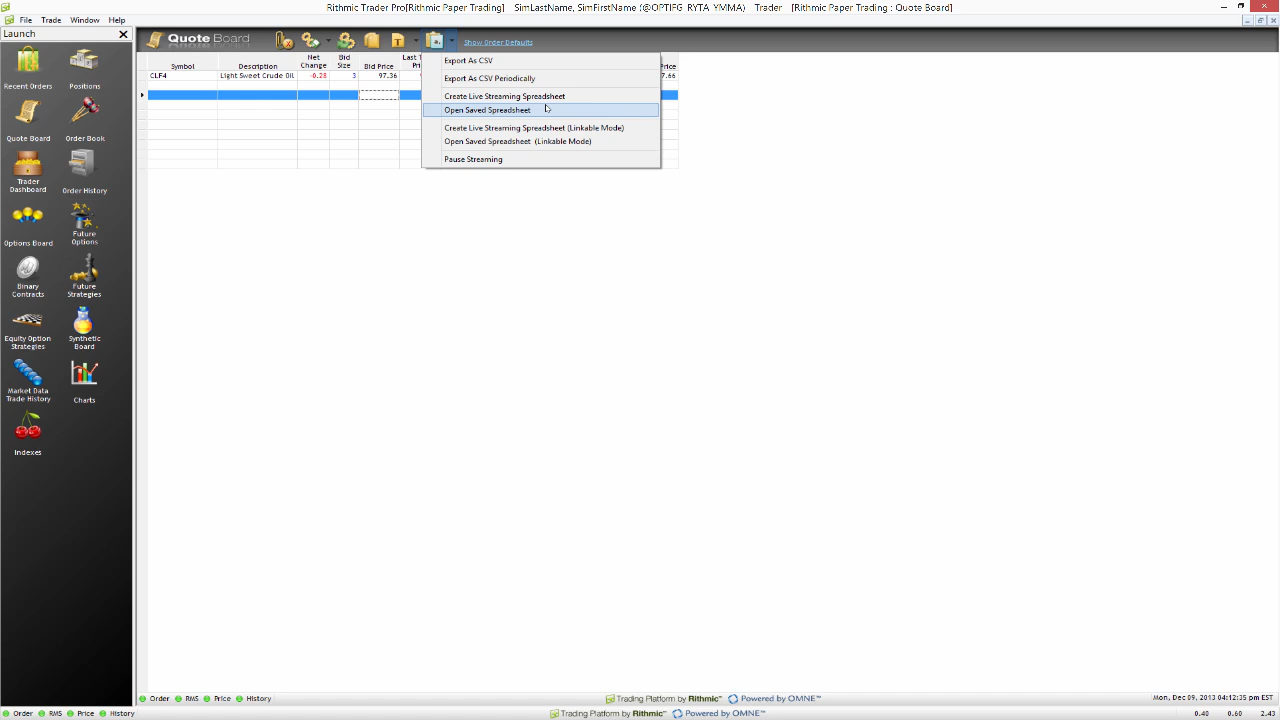 Rithmic Trader Pro[Rithmic Paper Trading]    SimLastName, SimFirstName (@OPTIFG_RYTA_YMMA)    Trader    [Rithmic Paper Trading : Quote Board]
File    Trade    Window    Help
Launch
Quote Board    Show Order Defaults
Symbol    Description    Net Change    Bid Size    Bid Price
CLF4    Light Sweet Crude Oil    -0.28    3    97.36
Export As CSV
Export As CSV Periodically
Create Live Streaming Spreadsheet
Open Saved Spreadsheet
Create Live Streaming Spreadsheet (Linkable Mode)
Open Saved Spreadsheet (Linkable Mode)
Pause Streaming
Recent Orders    Positions
Quote Board    Order Book
Trader Dashboard    Order History
Options Board    Future Options
Binary Contracts    Future Strategies
Equity Option Strategies    Synthetic Board
Market Data Trade History    Charts
Indexes
Order    RMS    Price    History    Trading Platform by Rithmic™    Powered by OMNE™    Mon, Dec 09, 2013 04:12:35 pm EST
Order    RMS    Price    History    Trading Platform by Rithmic™    Powered by OMNE™    0.40    0.60    2.43